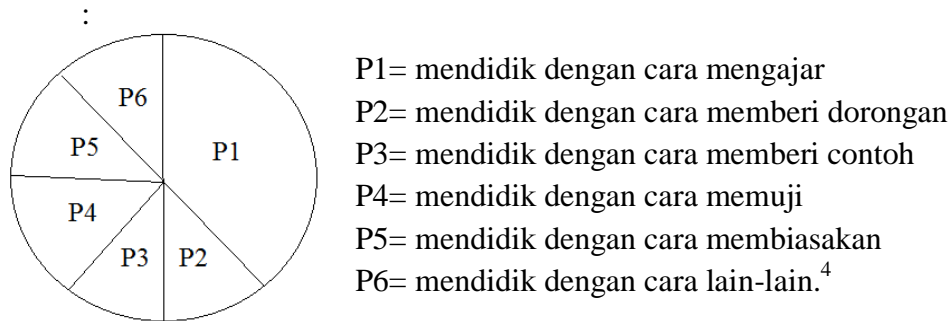 :
P1= mendidik dengan cara mengajar
P2= mendidik dengan cara memberi dorongan
P3= mendidik dengan cara memberi contoh
P4= mendidik dengan cara memuji
P5= mendidik dengan cara membiasakan
P6= mendidik dengan cara lain-lain.⁴
P6
P1
P5
P4
P3 P2